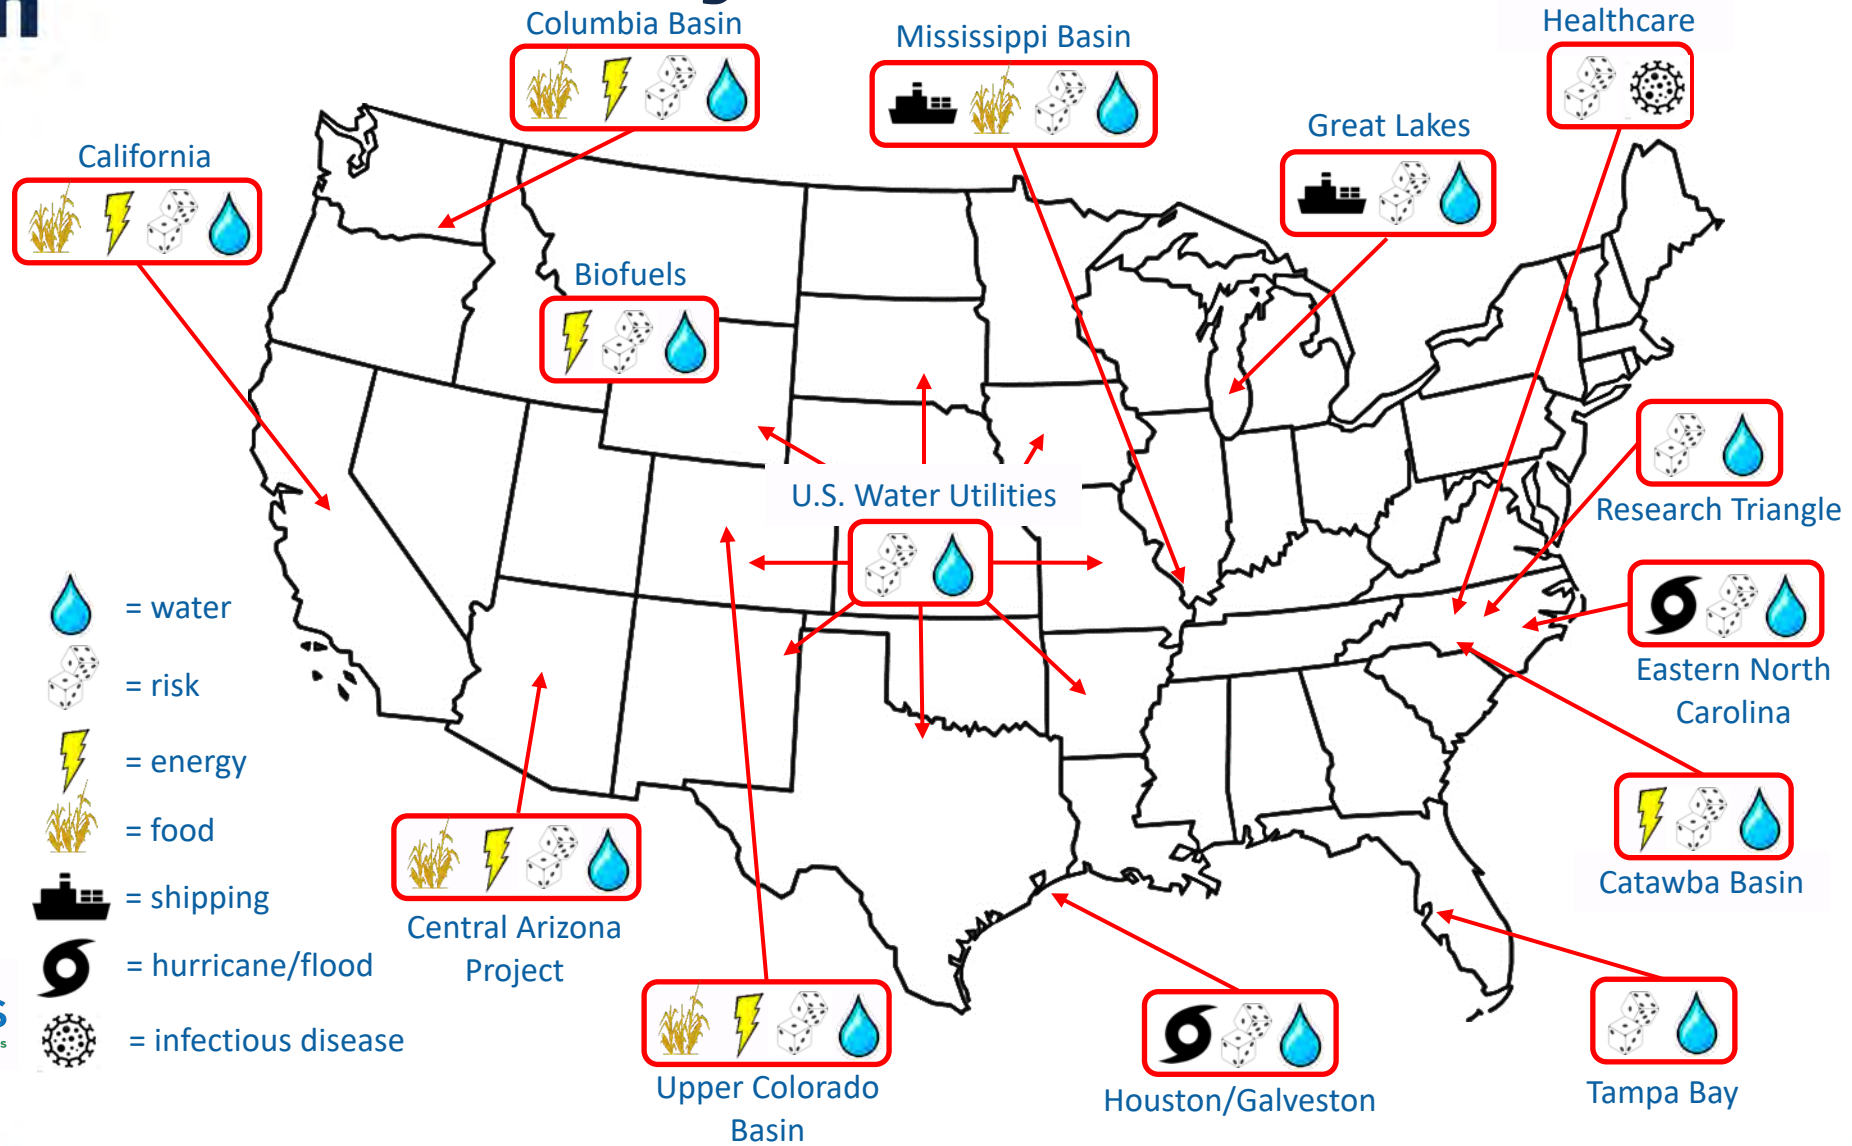 Columbia Basin
Mississippi Basin
Healthcare
Great Lakes
California
Biofuels
U.S. Water Utilities
Research Triangle
Eastern North
Carolina
Catawba Basin
Central Arizona
Project
Upper Colorado
Basin
Houston/Galveston
Tampa Bay
= water
= risk
= energy
= food
= shipping
= hurricane/flood
= infectious disease